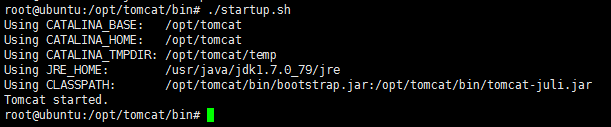 root@ubuntu:/opt/tomcat/bin# ./startup.sh
Using CATALINA_BASE:   /opt/tomcat
Using CATALINA_HOME:   /opt/tomcat
Using CATALINA_TMPDIR: /opt/tomcat/temp
Using JRE_HOME:        /usr/java/jdk1.7.0_79/jre
Using CLASSPATH:       /opt/tomcat/bin/bootstrap.jar:/opt/tomcat/bin/tomcat-juli.jar
Tomcat started.
root@ubuntu:/opt/tomcat/bin#